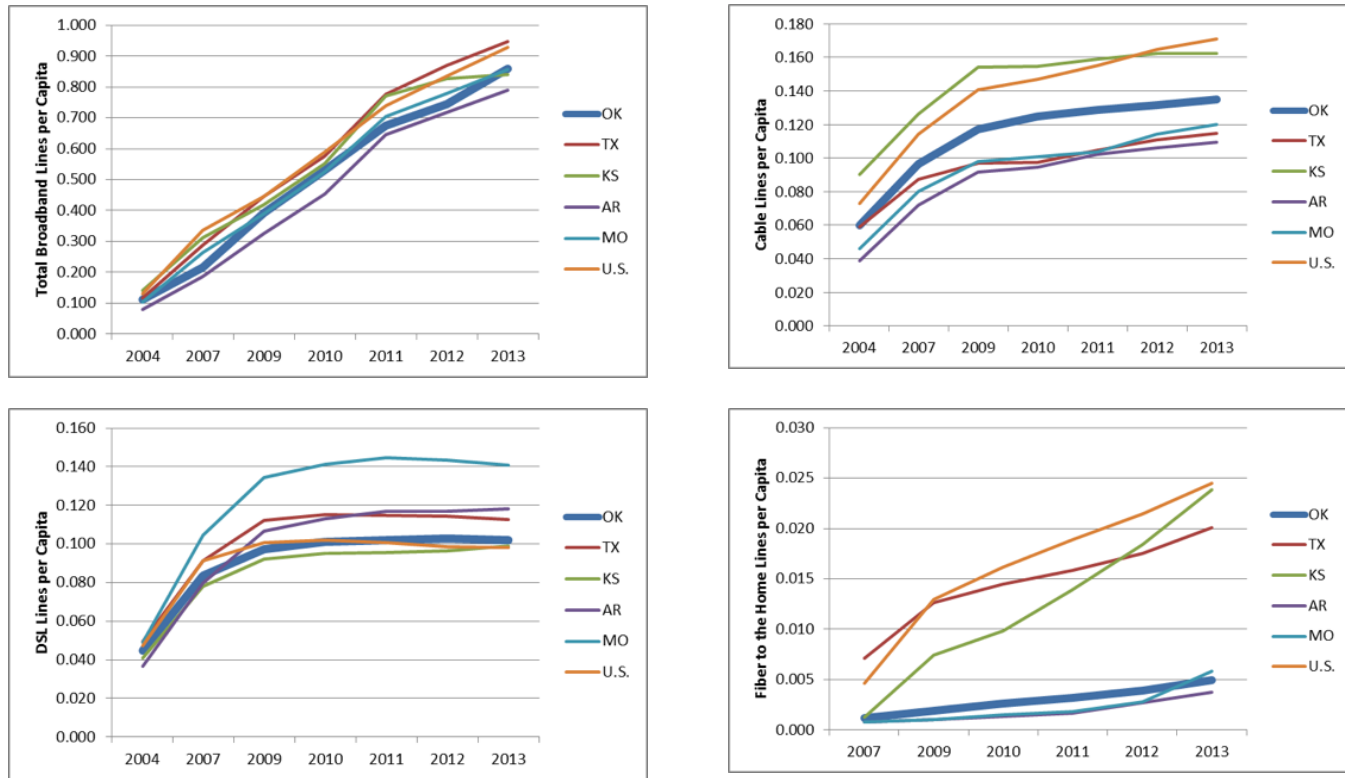 Total Broadband Lines per Capita
1.000
0.900
0.800
0.700
0.600
0.500
0.400
0.300
0.200
0.100
0.000
2004 2007 2009 2010 2011 2012 2013
OK
TX
KS
AR
MO
U.S.
Cable Lines per Capita
0.180
0.160
0.140
0.120
0.100
0.080
0.060
0.040
0.020
0.000
2004 2007 2009 2010 2011 2012 2013
OK
TX
KS
AR
MO
U.S.
DSL Lines per Capita
0.160
0.140
0.120
0.100
0.080
0.060
0.040
0.020
0.000
2004 2007 2009 2010 2011 2012 2013
OK
TX
KS
AR
MO
U.S.
Fiber to the Home Lines per Capita
0.030
0.025
0.020
0.015
0.010
0.005
0.000
2007 2009 2010 2011 2012 2013
OK
TX
KS
AR
MO
U.S.